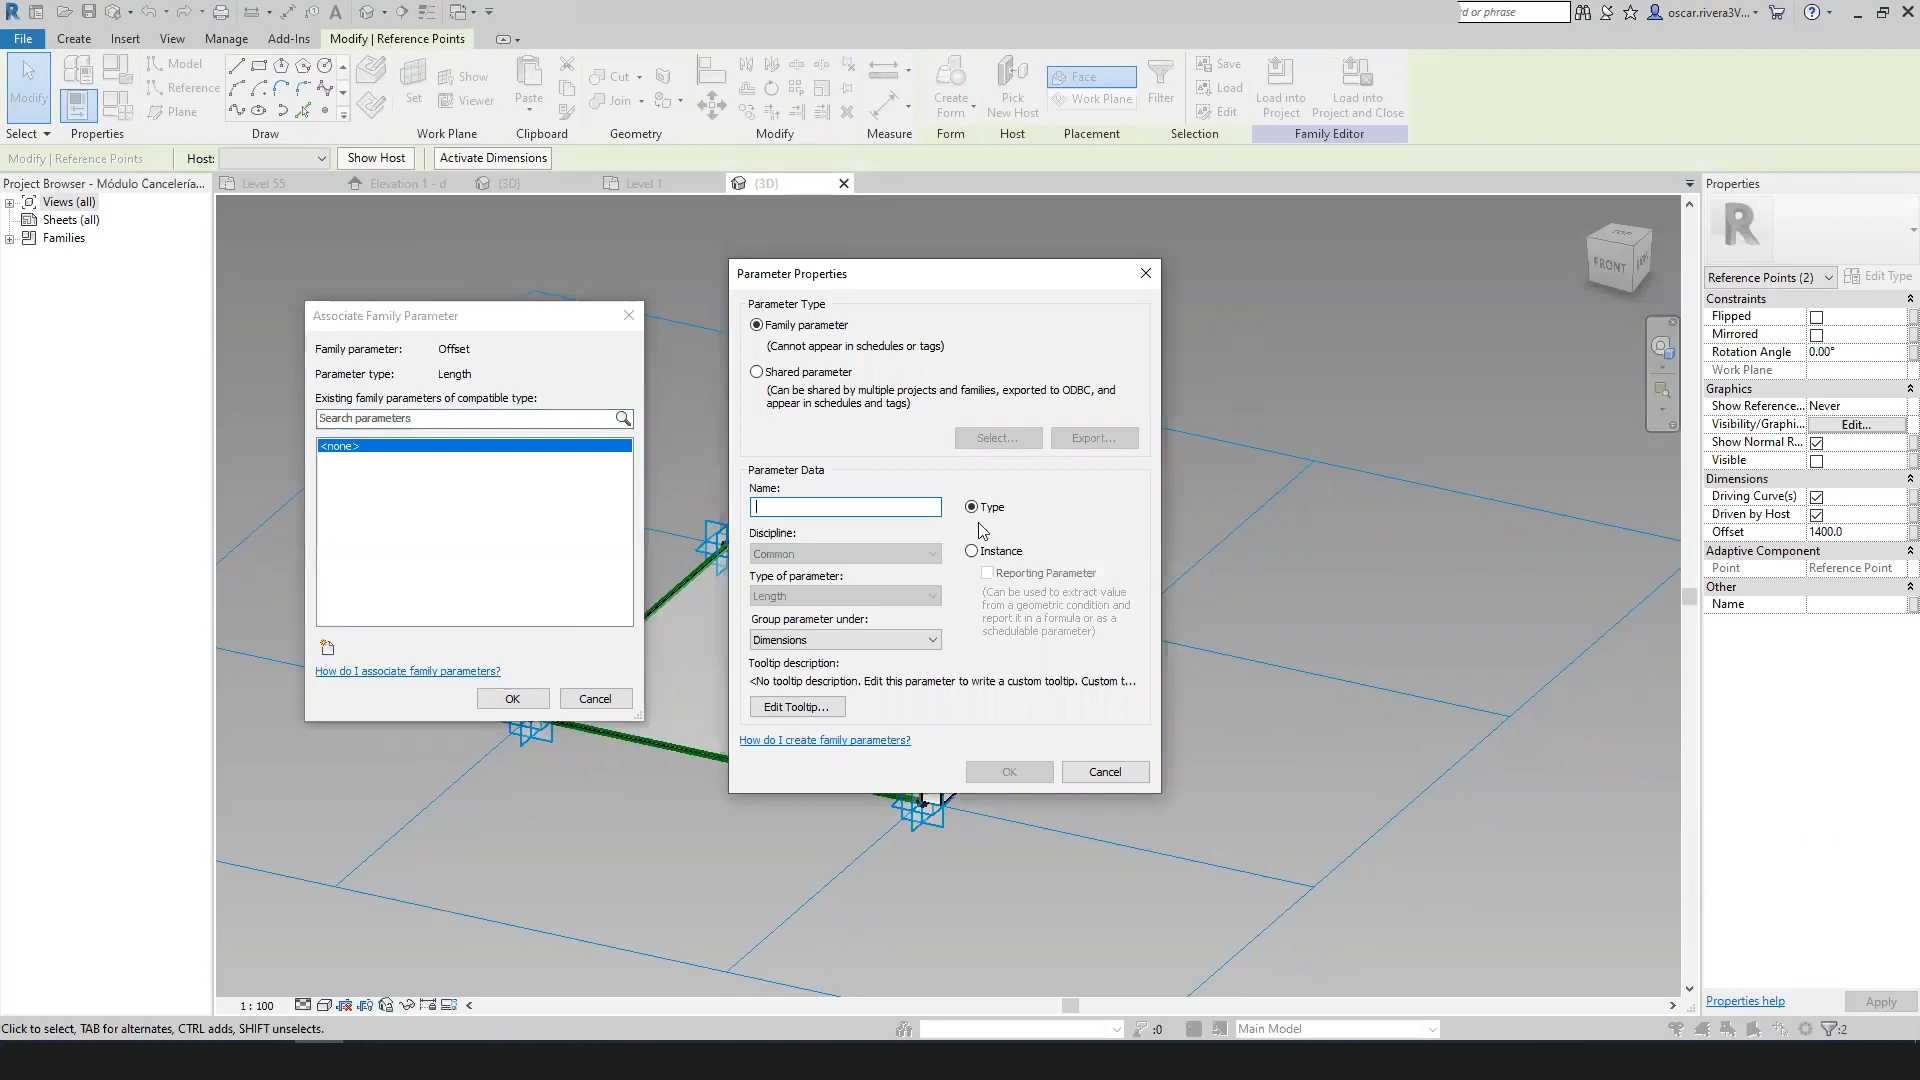 d or phrase
oscar.rivera3V...
File
Create
Insert
View
Manage
Add-Ins
Modify | Reference Points
Modify
Select
Properties
Model
Reference
Plane
Draw
Set
Show
Viewer
Work Plane
Paste
Clipboard
Cut
Join
Geometry
Modify
Measure
Create
Form
Form
Pick
New Host
Host
Face
Work Plane
Placement
Filter
Save
Load
Edit
Selection
Load into
Project
Load into
Project and Close
Family Editor
Modify | Reference Points
Host:
Show Host
Activate Dimensions
Project Browser - Módulo Cancelería...
Views (all)
Sheets (all)
Families
Level 55
Elevation 1 - d
{3D}
Level 1
{3D}
TOP
FRONT
Associate Family Parameter
Family parameter: Offset
Parameter type: Length
Existing family parameters of compatible type:
Search parameters
<none>
How do I associate family parameters?
OK
Cancel
Parameter Properties
Parameter Type
Family parameter
(Cannot appear in schedules or tags)
Shared parameter
(Can be shared by multiple projects and families, exported to ODBC, and
appear in schedules and tags)
Select...
Export...
Parameter Data
Name:
Type
Discipline:
Common
Instance
Type of parameter:
Reporting Parameter
Length
(Can be used to extract value
from a geometric condition and
report it in a formula or as a
schedulable parameter)
Group parameter under:
Dimensions
Tooltip description:
<No tooltip description. Edit this parameter to write a custom tooltip. Custom t...
Edit Tooltip...
How do I create family parameters?
OK
Cancel
Properties
R
Reference Points (2)
Edit Type
Constraints
Flipped
Mirrored
Rotation Angle 0.00°
Work Plane
Graphics
Show Reference... Never
Visibility/Graphi... Edit...
Show Normal R...
Visible
Dimensions
Driving Curve(s)
Driven by Host
Offset 1400.0
Adaptive Component
Point Reference Point
Other
Name
Properties help
Apply
1 : 100
Click to select, TAB for alternates, CTRL adds, SHIFT unselects.
:0
Main Model
:2